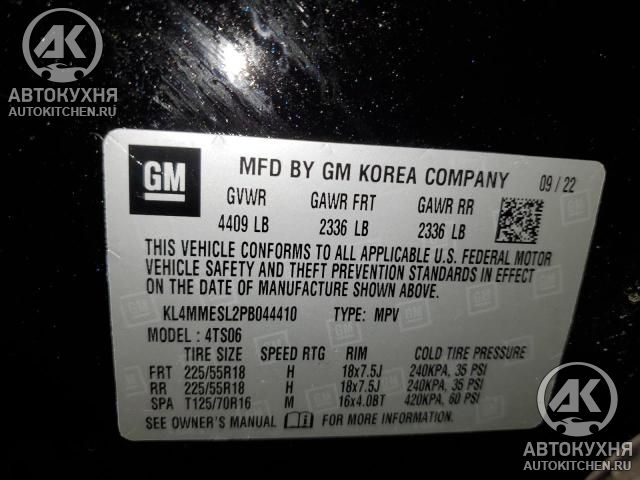 АК
АВТОКУХНЯ
AUTOKITCHEN.RU
GM
MFD BY GM KOREA COMPANY 09 / 22
GVWR GAWR FRT GAWR RR
4409 LB 2336 LB 2336 LB
THIS VEHICLE CONFORMS TO ALL APPLICABLE U.S. FEDERAL MOTOR
VEHICLE SAFETY AND THEFT PREVENTION STANDARDS IN EFFECT
ON THE DATE OF MANUFACTURE SHOWN ABOVE.
KL4MMESL2PB044410 TYPE: MPV
MODEL : 4TS06
TIRE SIZE SPEED RTG RIM COLD TIRE PRESSURE
FRT 225/55R18 H 18x7.5J 240KPA, 35 PSI
RR 225/55R18 H 18x7.5J 240KPA, 35 PSI
SPA T125/70R16 M 16x4.0BT 420KPA, 60 PSI
SEE OWNER'S MANUAL FOR MORE INFORMATION.
АК
АВТОКУХНЯ
AUTOKITCHEN.RU